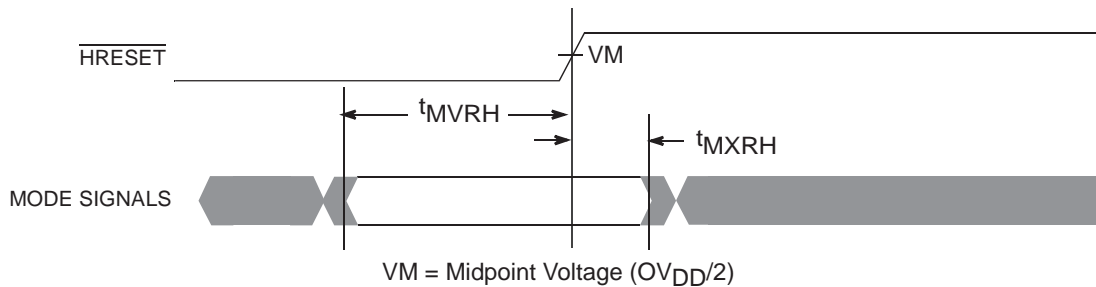 HRESET
VM
tMVRH
tMXRH
MODE SIGNALS
VM = Midpoint Voltage (OVDD/2)